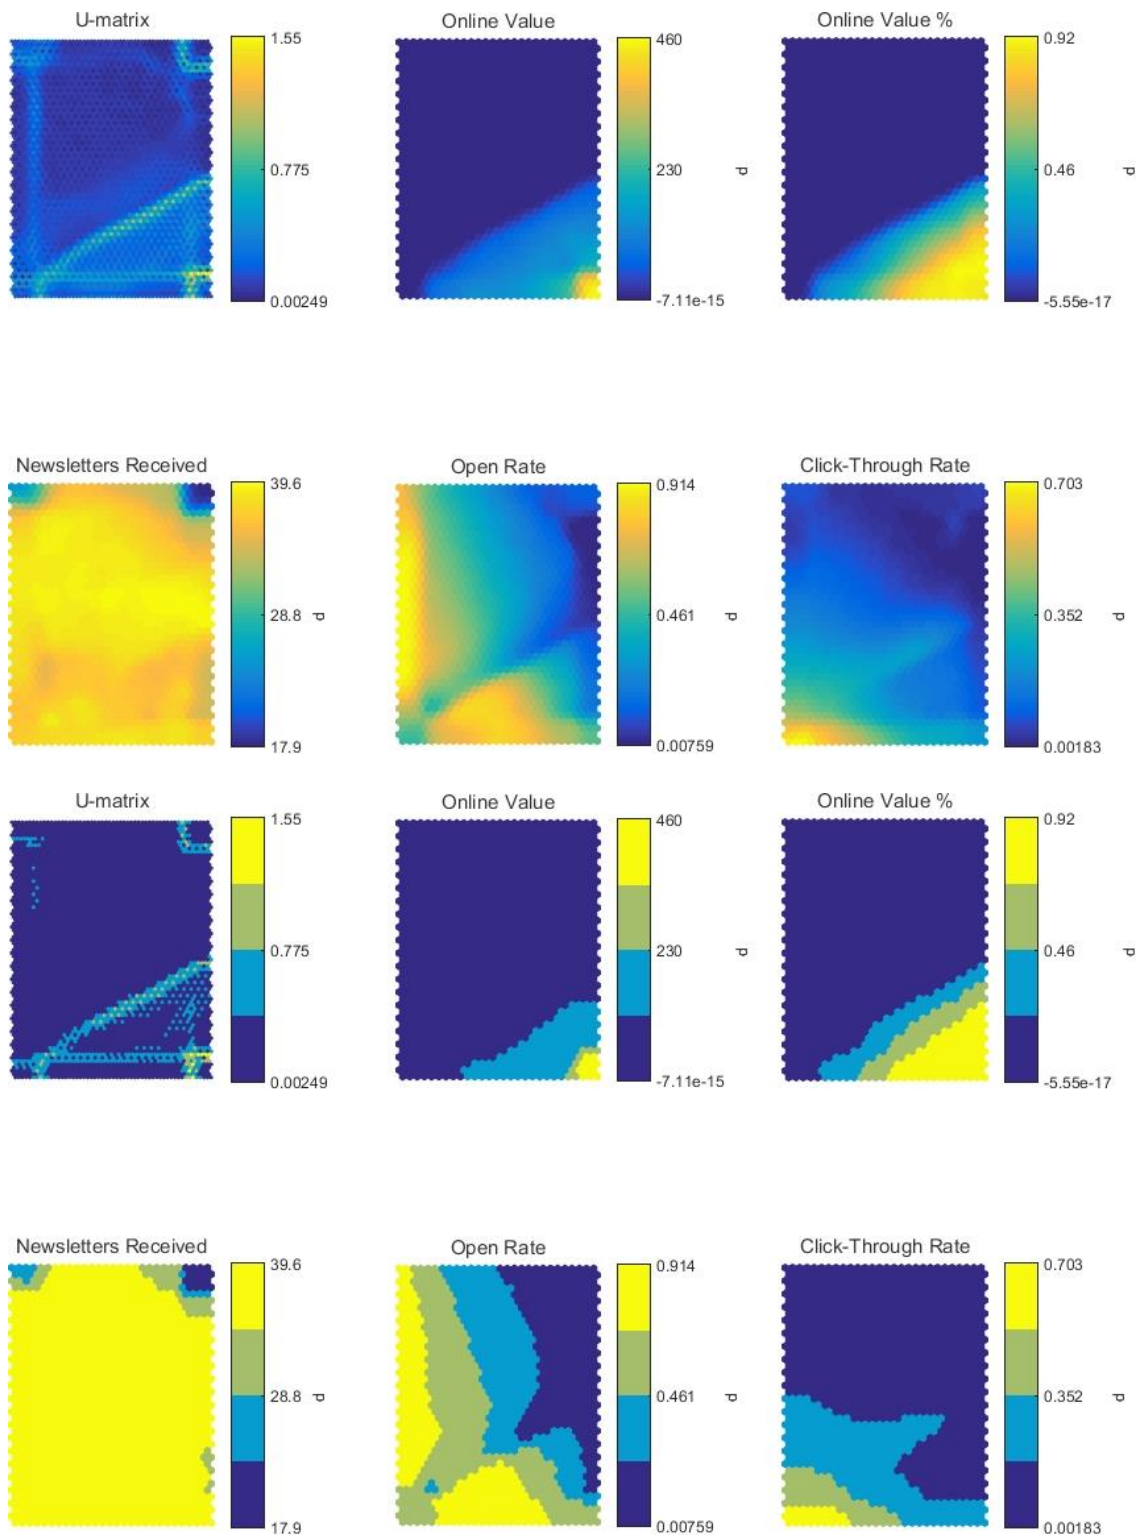 U-matrix
1.55
0.775
0.00249
Online Value
460
230
d
-7.11e-15
Online Value %
0.92
0.46
d
-5.55e-17
Newsletters Received
39.6
28.8
d
17.9
Open Rate
0.914
0.461
d
0.00759
Click-Through Rate
0.703
0.352
d
0.00183
U-matrix
1.55
0.775
0.00249
Online Value
460
230
d
-7.11e-15
Online Value %
0.92
0.46
d
-5.55e-17
Newsletters Received
39.6
28.8
d
17.9
Open Rate
0.914
0.461
d
0.00759
Click-Through Rate
0.703
0.352
d
0.00183